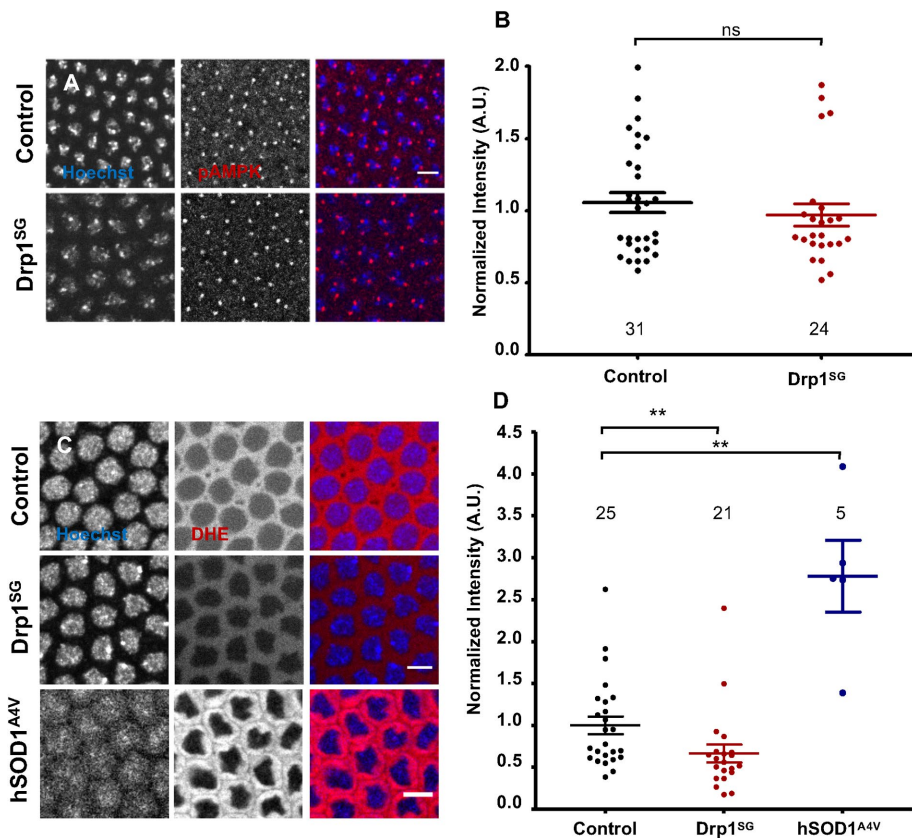 A
Control
Hoechst
pAMPK
Drp1SG
B
ns
Normalized Intensity (A.U.)
2.0
1.5
1.0
0.5
0.0
31
24
Control
Drp1SG
C
Control
Hoechst
DHE
Drp1SG
hSOD1A4V
D
**
**
Normalized Intensity (A.U.)
4.5
4.0
3.5
3.0
2.5
2.0
1.5
1.0
0.5
0.0
25
21
5
Control
Drp1SG
hSOD1A4V